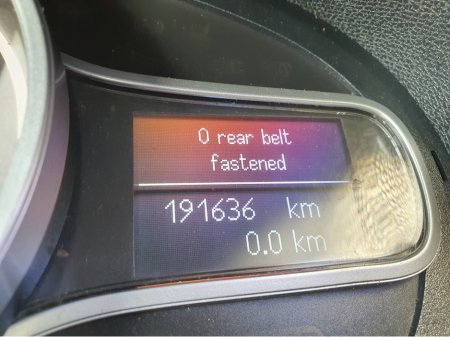 0 rear belt
fastened
191636 km
0.0 km